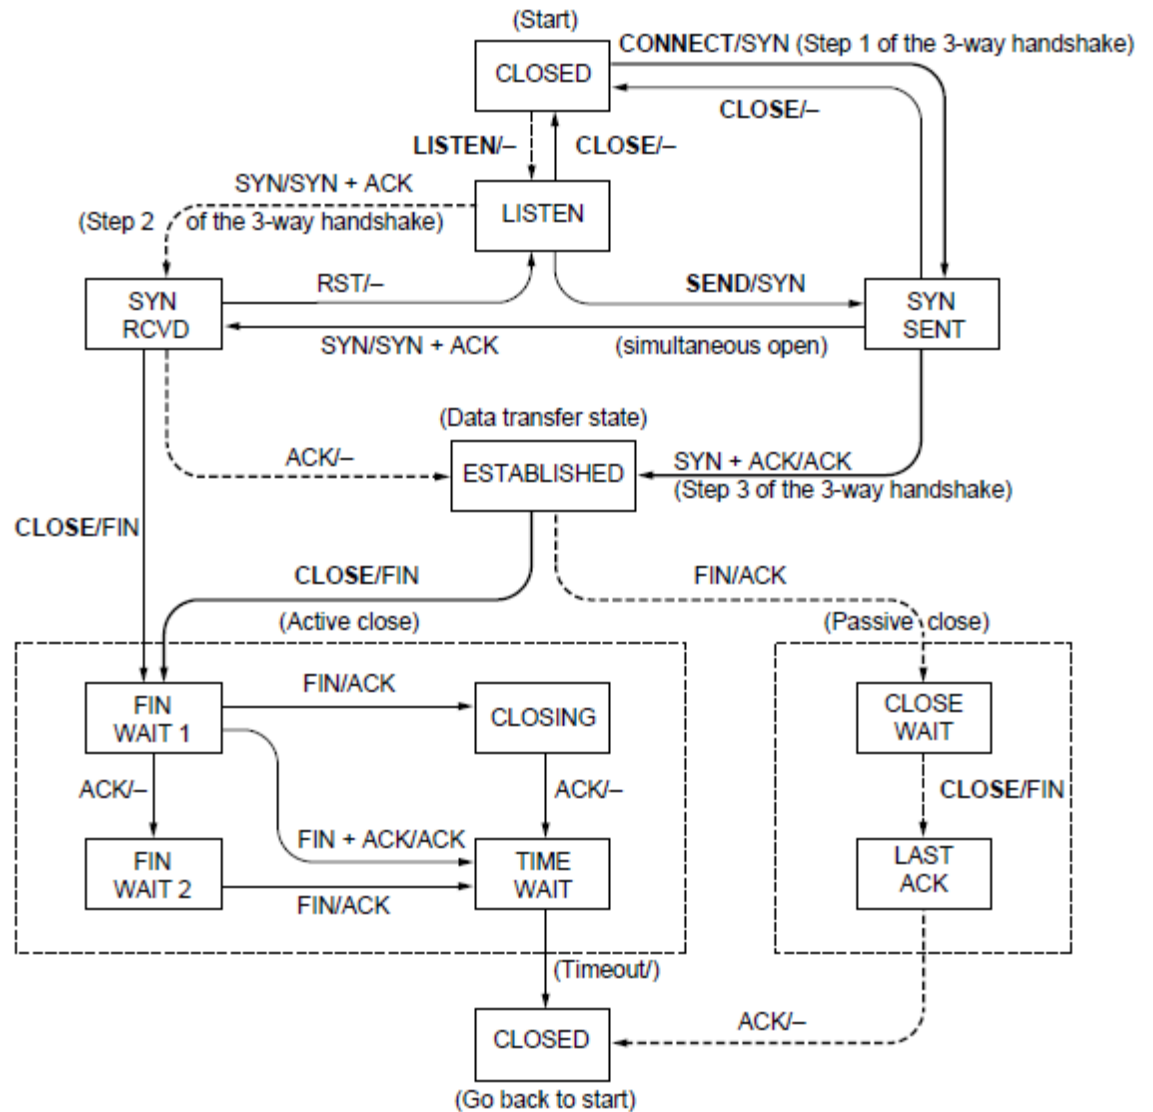 (Start)
CONNECT/SYN (Step 1 of the 3-way handshake)
CLOSED
CLOSE/–
LISTEN/–
CLOSE/–
SYN/SYN + ACK
(Step 2 of the 3-way handshake)
LISTEN
RST/–
SEND/SYN
SYN
RCVD
SYN
SENT
SYN/SYN + ACK
(simultaneous open)
(Data transfer state)
ACK/–
ESTABLISHED
SYN + ACK/ACK
(Step 3 of the 3-way handshake)
CLOSE/FIN
CLOSE/FIN
FIN/ACK
(Active close)
(Passive close)
FIN
WAIT 1
FIN/ACK
CLOSING
CLOSE
WAIT
ACK/–
ACK/–
CLOSE/FIN
FIN + ACK/ACK
FIN
WAIT 2
FIN/ACK
TIME
WAIT
LAST
ACK
(Timeout/)
CLOSED
ACK/–
(Go back to start)